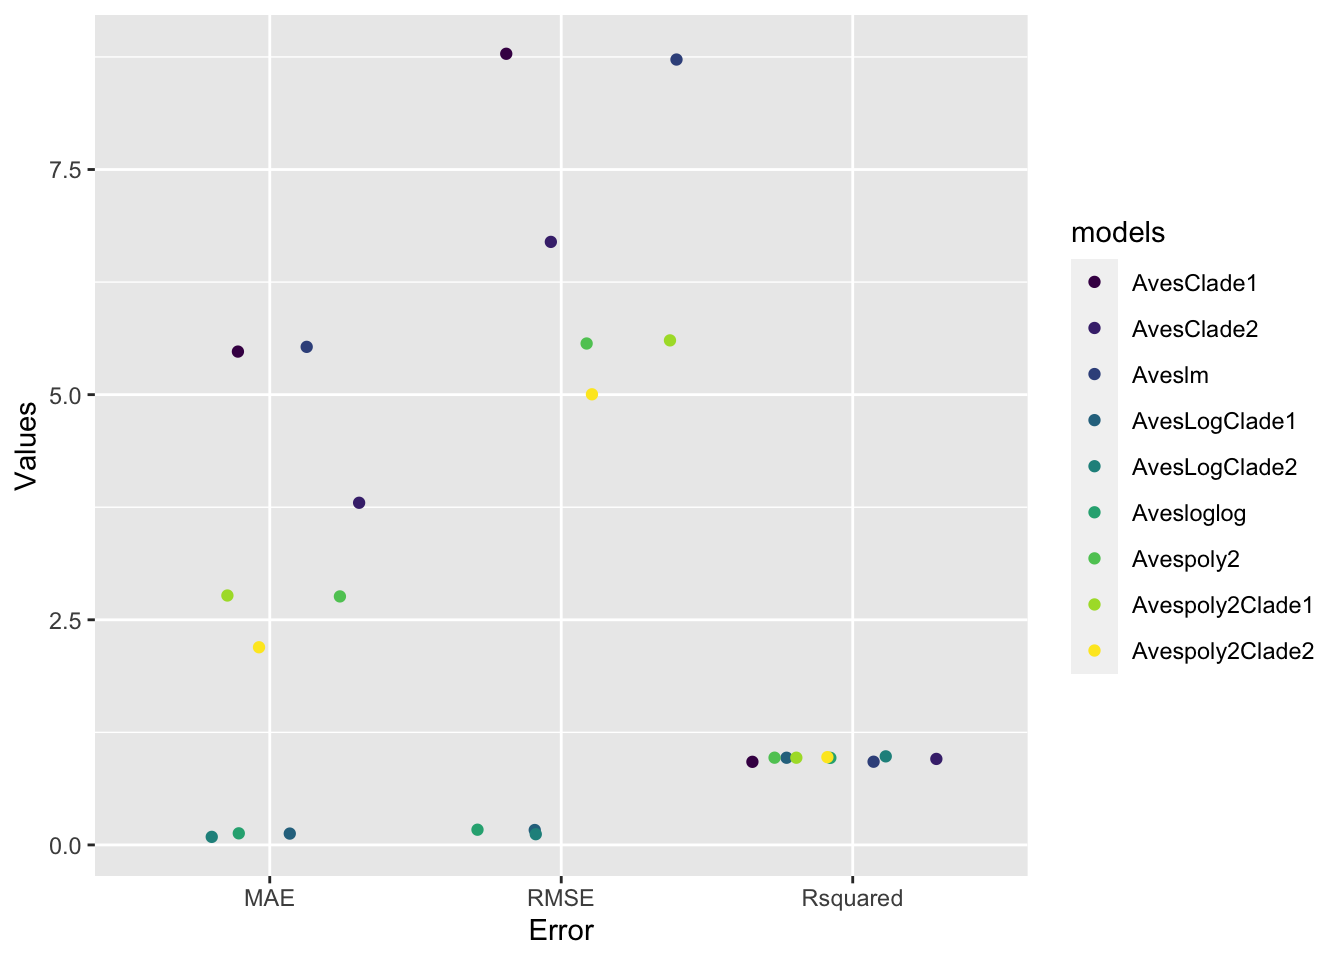 7.5
5.0
2.5
0.0
Values
MAE
RMSE
Rsquared
Error
models
AvesClade1
AvesClade2
Aveslm
AvesLogClade1
AvesLogClade2
Avesloglog
Avespoly2
Avespoly2Clade1
Avespoly2Clade2